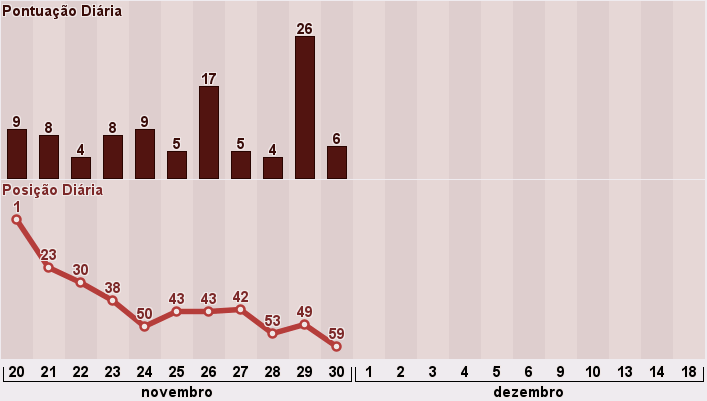 Pontuação Diária
9 8 4 8 9 5 17 5 4 26 6
Posição Diária
1 23 30 38 50 43 43 42 53 49 59
20 21 22 23 24 25 26 27 28 29 30 1 2 3 4 5 6 9 10 13 14 18
novembro dezembro